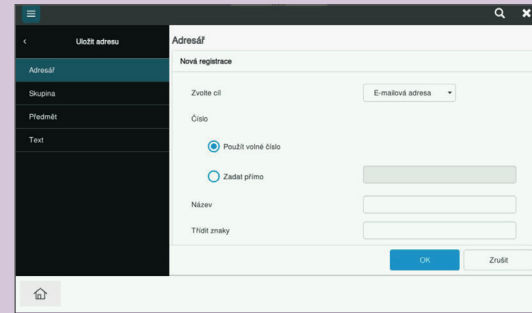 Uložit adresu
Adresář
Skupina
Předmět
Text
Adresář
Nová registrace
Zvolte cíl
E-mailová adresa
Číslo
Použít volné číslo
Zadat přímo
Název
Třídit znaky
OK
Zrušit